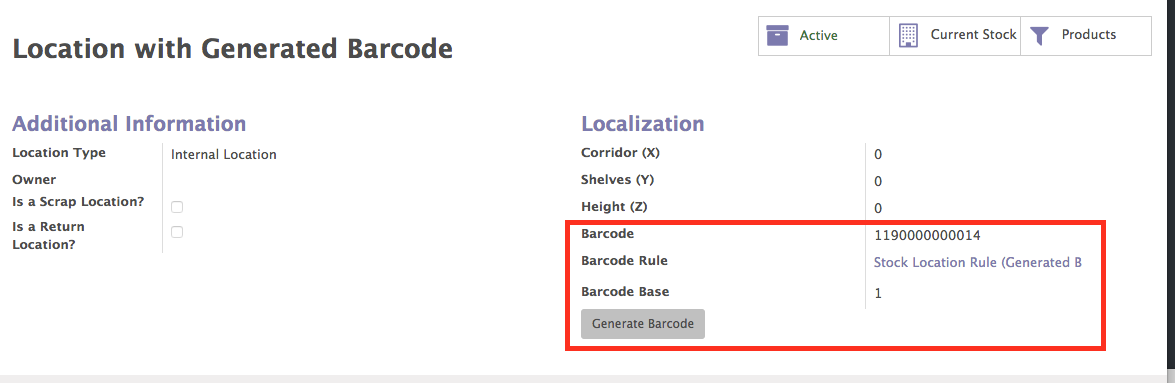 Location with Generated Barcode
Active
Current Stock
Products
Additional Information
Location Type
Internal Location
Owner
Is a Scrap Location?
Is a Return
Location?
Localization
Corridor (X)
0
Shelves (Y)
0
Height (Z)
0
Barcode
1190000000014
Barcode Rule
Stock Location Rule (Generated B
Barcode Base
1
Generate Barcode